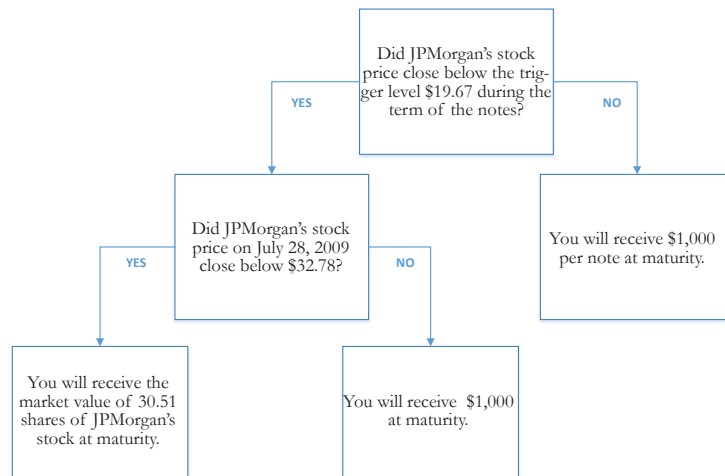 Did JPMorgan's stock
price close below the trig-
ger level $19.67 during the
term of the notes?
YES
NO
Did JPMorgan's stock
price on July 28, 2009
close below $32.78?
You will receive $1,000
per note at maturity.
YES
NO
You will receive the
market value of 30.51
shares of JPMorgan's
stock at maturity.
You will receive  $1,000
at maturity.